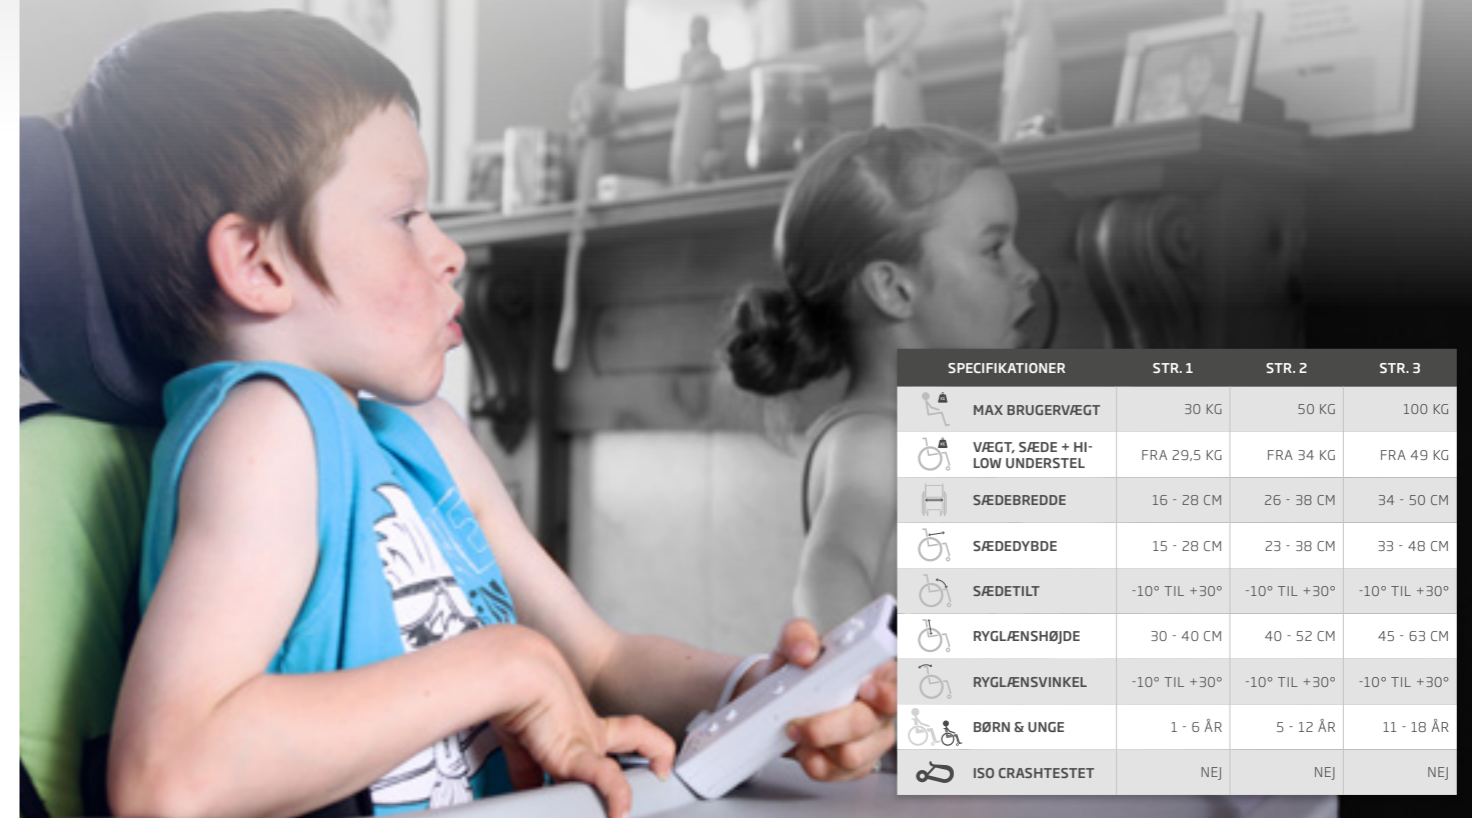 SPECIFIKATIONER STR. 1 STR. 2 STR. 3
MAX BRUGERVÆGT 30 KG 50 KG 100 KG
VÆGT, SÆDE + HI-
LOW UNDERSTEL FRA 29,5 KG FRA 34 KG FRA 49 KG
SÆDEBREDDE 16 - 28 CM 26 - 38 CM 34 - 50 CM
SÆDEDYBDE 15 - 28 CM 23 - 38 CM 33 - 48 CM
SÆDETILT -10° TIL +30° -10° TIL +30° -10° TIL +30°
RYGLÆNSHØJDE 30 - 40 CM 40 - 52 CM 45 - 63 CM
RYGLÆNSVINKEL -10° TIL +30° -10° TIL +30° -10° TIL +30°
BØRN & UNGE 1 - 6 ÅR 5 - 12 ÅR 11 - 18 ÅR
ISO CRASHTESTET NEJ NEJ NEJ